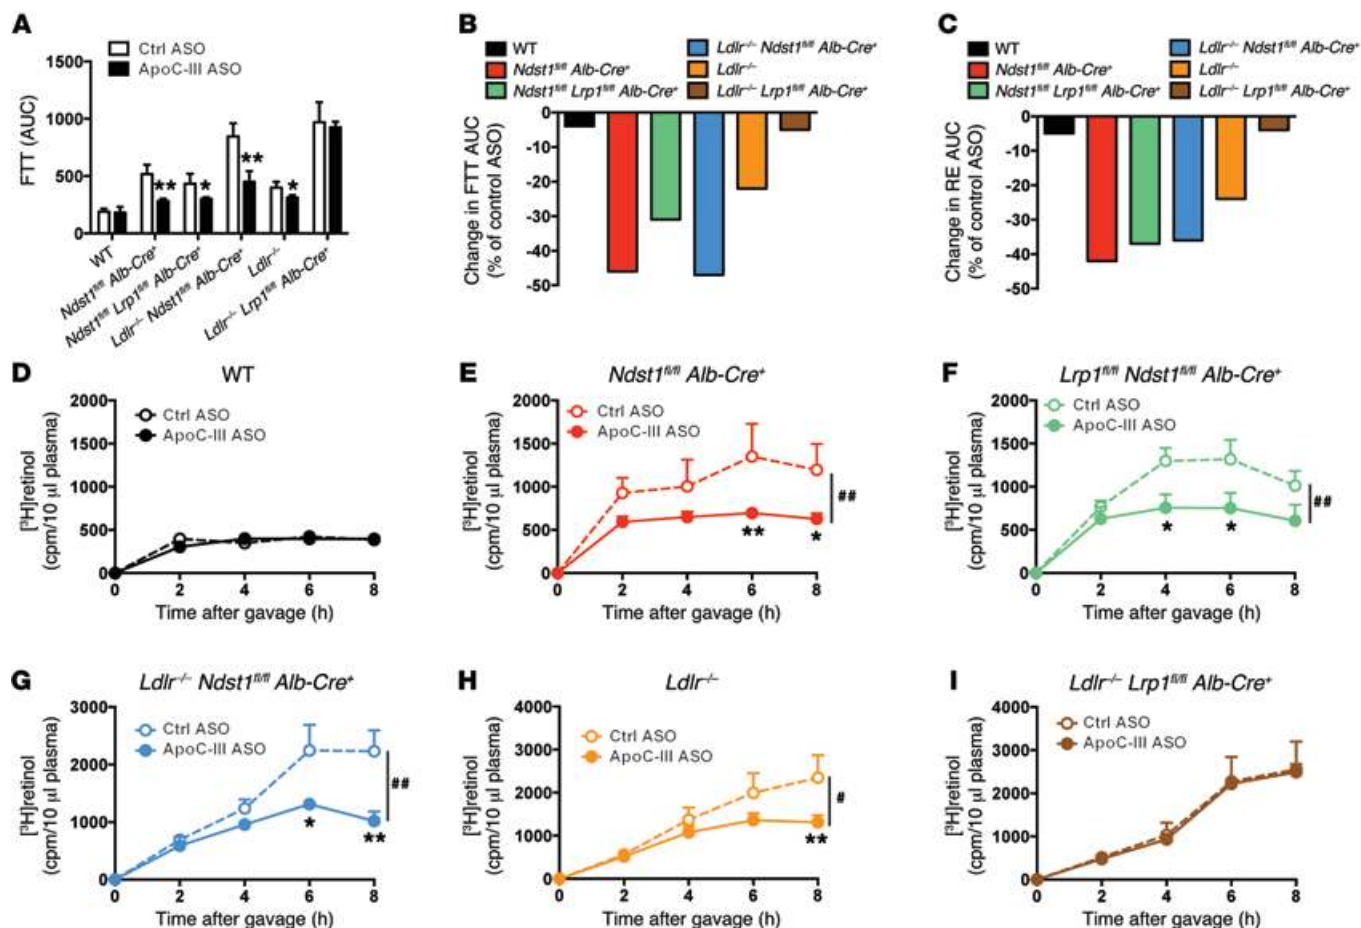 A
Ctrl ASO
ApoC-III ASO
FTT (AUC)
1500
1000
500
0
WT
Ndst1fl/fl Alb-Cre+
Ndst1fl/fl Lrp1fl/fl Alb-Cre+
Ldlr–/– Ndst1fl/fl Alb-Cre+
Ldlr–/–
Ldlr–/– Lrp1fl/fl Alb-Cre+
**
*
**
*
B
WT
Ndst1fl/fl Alb-Cre+
Ndst1fl/fl Lrp1fl/fl Alb-Cre+
Ldlr–/– Ndst1fl/fl Alb-Cre+
Ldlr–/–
Ldlr–/– Lrp1fl/fl Alb-Cre+
Change in FTT AUC
(% of control ASO)
0
-10
-20
-30
-40
-50
C
WT
Ndst1fl/fl Alb-Cre+
Ndst1fl/fl Lrp1fl/fl Alb-Cre+
Ldlr–/– Ndst1fl/fl Alb-Cre+
Ldlr–/–
Ldlr–/– Lrp1fl/fl Alb-Cre+
Change in RE AUC
(% of control ASO)
0
-10
-20
-30
-40
-50
D
WT
Ctrl ASO
ApoC-III ASO
[³H]retinol
(cpm/10 µl plasma)
2000
1500
1000
500
0
0 2 4 6 8
Time after gavage (h)
E
Ndst1fl/fl Alb-Cre+
Ctrl ASO
ApoC-III ASO
[³H]retinol
(cpm/10 µl plasma)
2000
1500
1000
500
0
##
** *
0 2 4 6 8
Time after gavage (h)
F
Lrp1fl/fl Ndst1fl/fl Alb-Cre+
Ctrl ASO
ApoC-III ASO
[³H]retinol
(cpm/10 µl plasma)
2000
1500
1000
500
0
##
* *
0 2 4 6 8
Time after gavage (h)
G
Ldlr–/– Ndst1fl/fl Alb-Cre+
Ctrl ASO
ApoC-III ASO
[³H]retinol
(cpm/10 µl plasma)
3000
2000
1000
0
##
* **
0 2 4 6 8
Time after gavage (h)
H
Ldlr–/–
Ctrl ASO
ApoC-III ASO
[³H]retinol
(cpm/10 µl plasma)
4000
3000
2000
1000
0
#
**
0 2 4 6 8
Time after gavage (h)
I
Ldlr–/– Lrp1fl/fl Alb-Cre+
Ctrl ASO
ApoC-III ASO
[³H]retinol
(cpm/10 µl plasma)
4000
3000
2000
1000
0
0 2 4 6 8
Time after gavage (h)